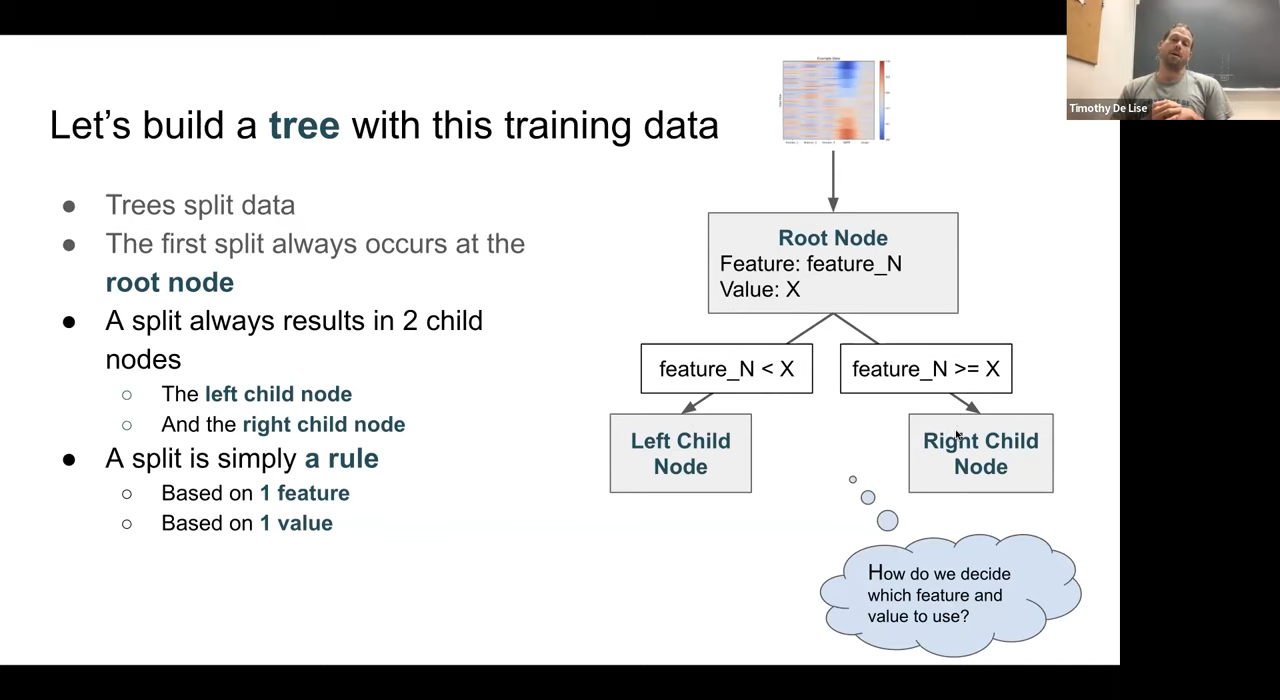 Let's build a tree with this training data
● Trees split data
● The first split always occurs at the
root node
● A split always results in 2 child
nodes
○ The left child node
○ And the right child node
● A split is simply a rule
○ Based on 1 feature
○ Based on 1 value
Root Node
Feature: feature_N
Value: X
feature_N < X
feature_N >= X
Left Child
Node
Right Child
Node
How do we decide
which feature and
value to use?
Timothy De Lise